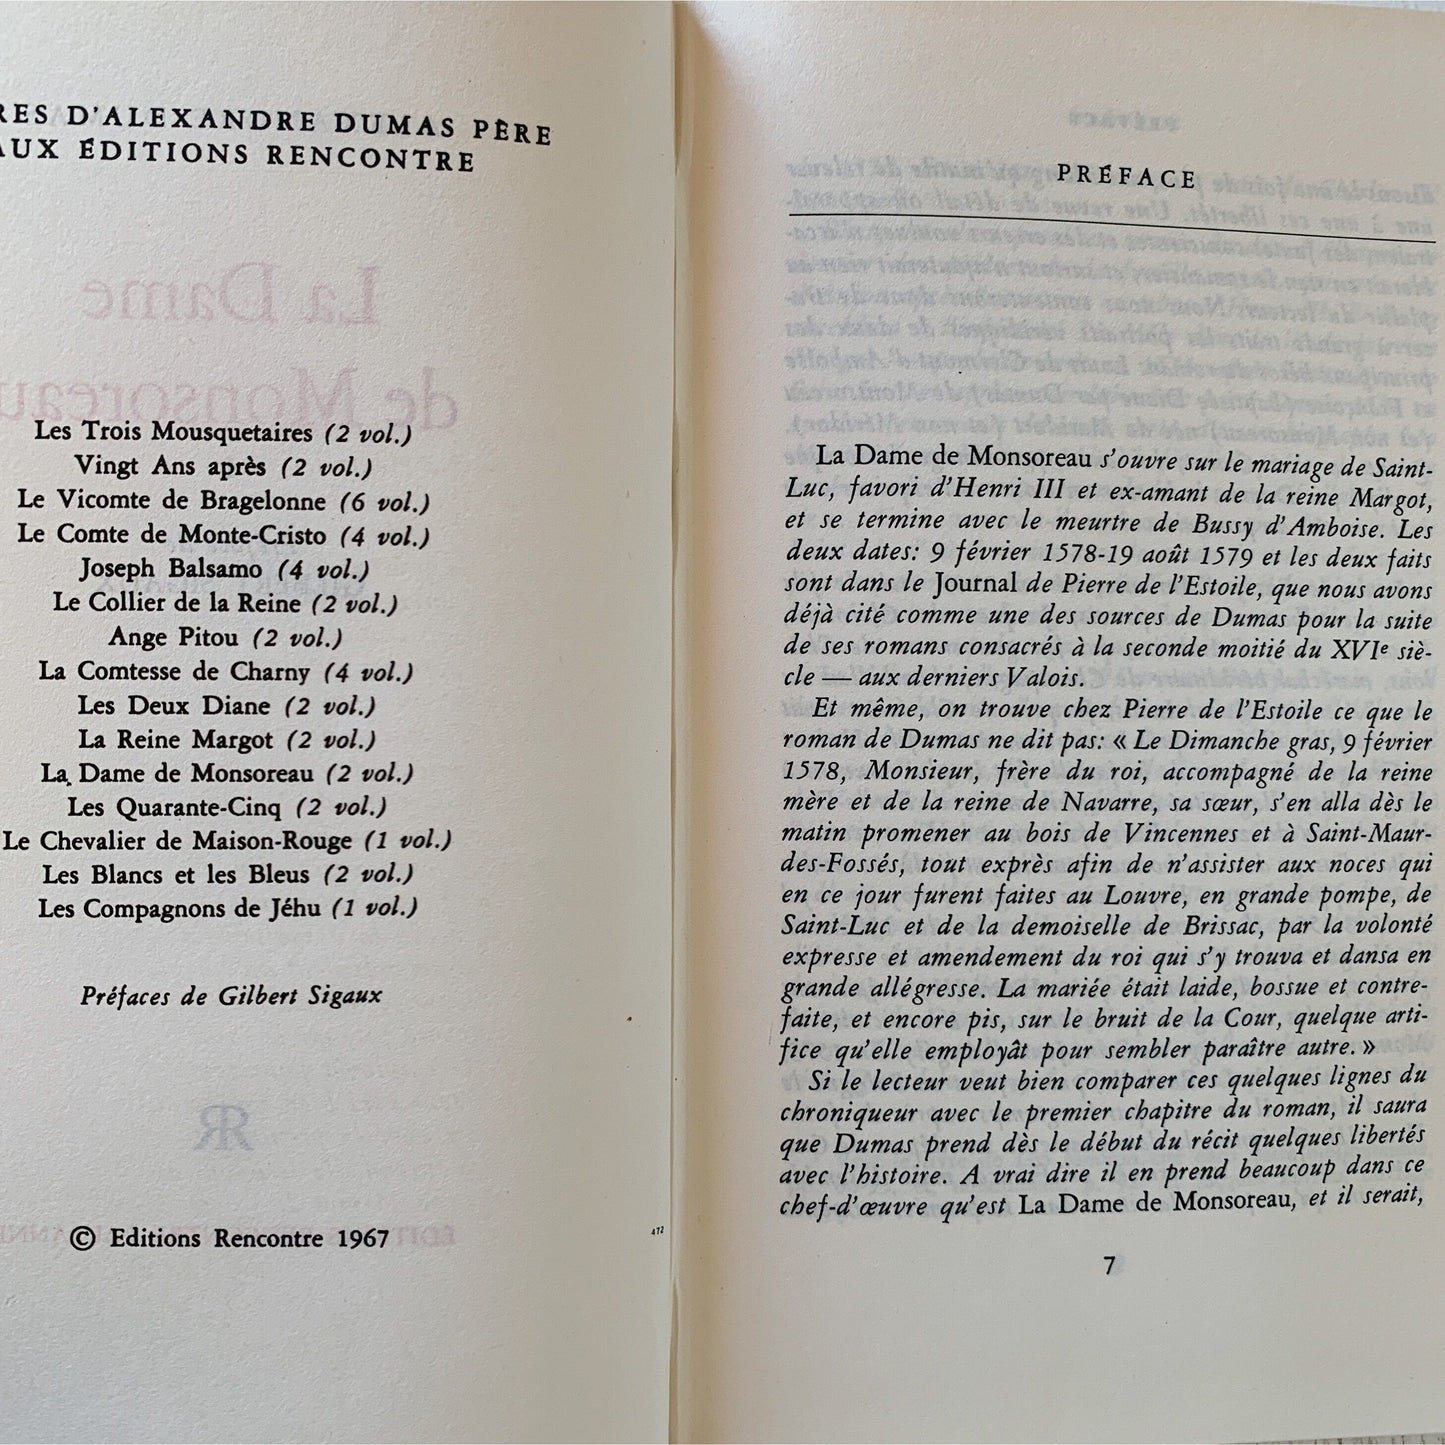 RES D'ALEXANDRE DUMAS PÈRE
AUX ÉDITIONS RENCONTRE
La Dame
de Monsoreau
Les Trois Mousquetaires (2 vol.)
Vingt Ans après (2 vol.)
Le Vicomte de Bragelonne (6 vol.)
Le Comte de Monte-Cristo (4 vol.)
Joseph Balsamo (4 vol.)
Le Collier de la Reine (2 vol.)
Ange Pitou (2 vol.)
La Comtesse de Charny (4 vol.)
Les Deux Diane (2 vol.)
La Reine Margot (2 vol.)
La Dame de Monsoreau (2 vol.)
Les Quarante-Cinq (2 vol.)
Le Chevalier de Maison-Rouge (1 vol.)
Les Blancs et les Bleus (2 vol.)
Les Compagnons de Jéhu (1 vol.)
Préfaces de Gilbert Sigaux
© Editions Rencontre 1967
472
PRÉFACE
La Dame de Monsoreau s'ouvre sur le mariage de Saint-
Luc, favori d'Henri III et ex-amant de la reine Margot,
et se termine avec le meurtre de Bussy d'Amboise. Les
deux dates: 9 février 1578-19 août 1579 et les deux faits
sont dans le Journal de Pierre de l'Estoile, que nous avons
déjà cité comme une des sources de Dumas pour la suite
de ses romans consacrés à la seconde moitié du XVIe siè-
cle — aux derniers Valois.
Et même, on trouve chez Pierre de l'Estoile ce que le
roman de Dumas ne dit pas: « Le Dimanche gras, 9 février
1578, Monsieur, frère du roi, accompagné de la reine
mère et de la reine de Navarre, sa sœur, s'en alla dès le
matin promener au bois de Vincennes et à Saint-Maur-
des-Fossés, tout exprès afin de n'assister aux noces qui
en ce jour furent faites au Louvre, en grande pompe, de
Saint-Luc et de la demoiselle de Brissac, par la volonté
expresse et amendement du roi qui s'y trouva et dansa en
grande allégresse. La mariée était laide, bossue et contre-
faite, et encore pis, sur le bruit de la Cour, quelque arti-
fice qu'elle employât pour sembler paraître autre. »
Si le lecteur veut bien comparer ces quelques lignes du
chroniqueur avec le premier chapitre du roman, il saura
que Dumas prend dès le début du récit quelques libertés
avec l'histoire. A vrai dire il en prend beaucoup dans ce
chef-d'œuvre qu'est La Dame de Monsoreau, et il serait,
7